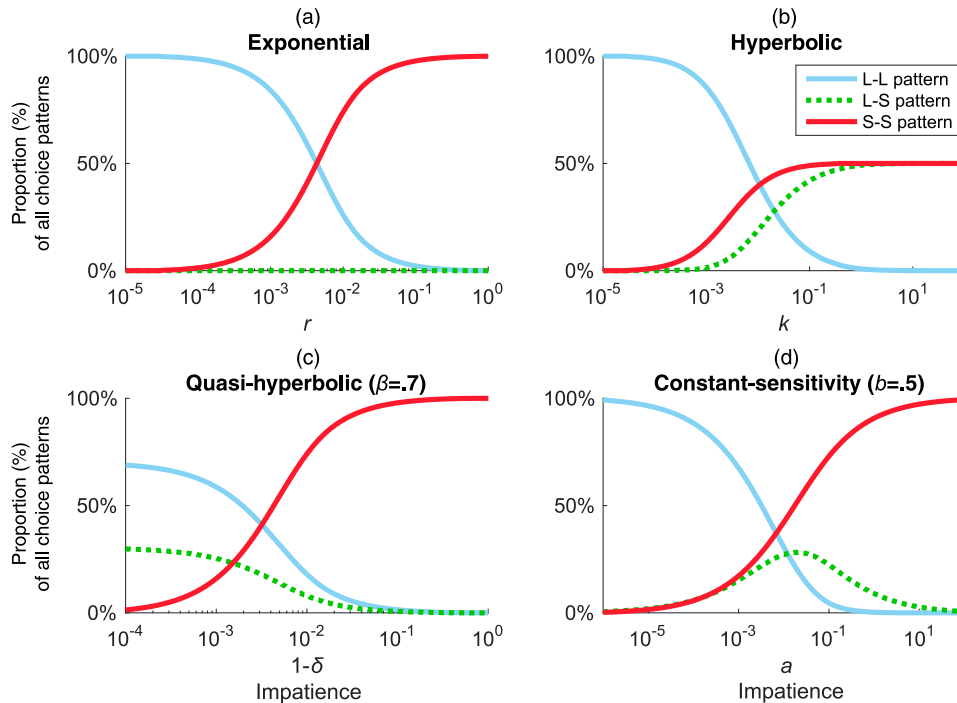 (a)
Exponential
100%
50%
0%
10⁻⁵ 10⁻⁴ 10⁻³ 10⁻² 10⁻¹ 10⁰
r
Proportion (%)
of all choice patterns
(b)
Hyperbolic
100%
50%
0%
10⁻⁵ 10⁻³ 10⁻¹ 10¹
k
L-L pattern
L-S pattern
S-S pattern
(c)
Quasi-hyperbolic (β=.7)
100%
50%
0%
10⁻⁴ 10⁻³ 10⁻² 10⁻¹ 10⁰
1-δ
Impatience
Proportion (%)
of all choice patterns
(d)
Constant-sensitivity (b=.5)
100%
50%
0%
10⁻⁵ 10⁻³ 10⁻¹ 10¹
a
Impatience